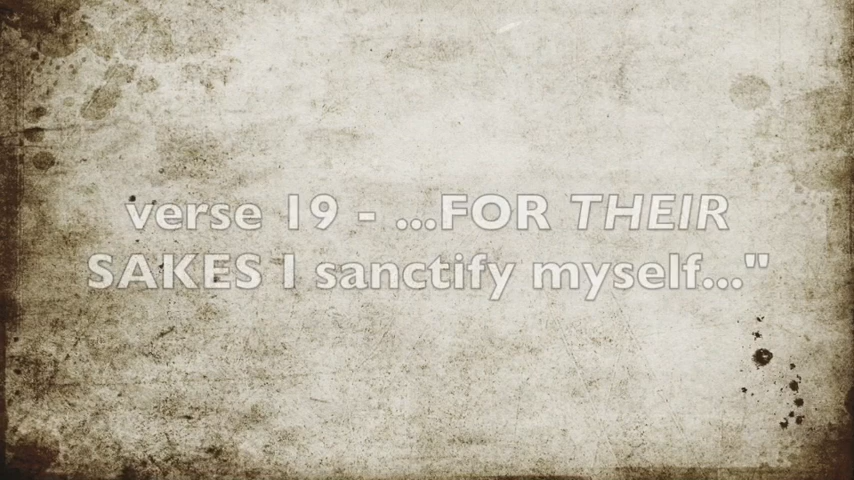 verse 19 - ...FOR THEIR
SAKES I sanctify myself..."